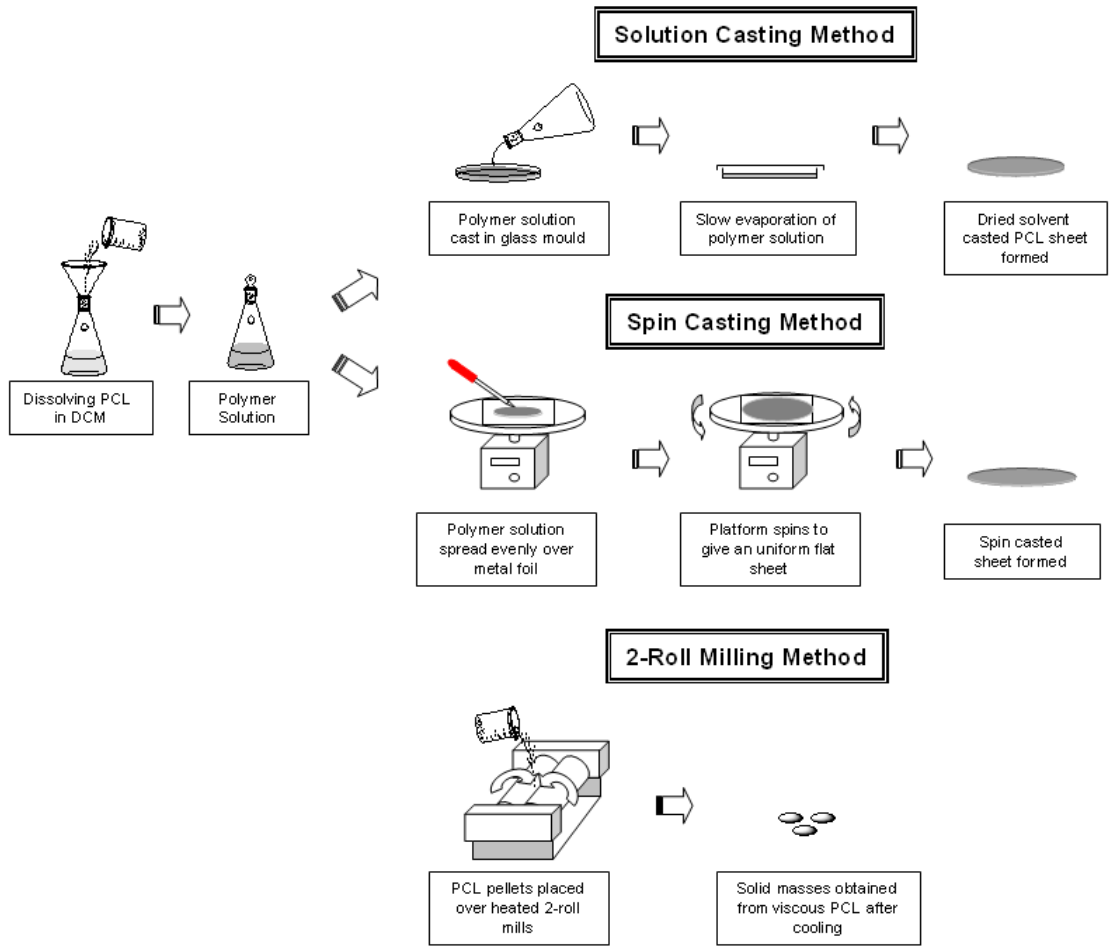 Solution Casting Method
Polymer solution
cast in glass mould
Slow evaporation of
polymer solution
Dried solvent
casted PCL sheet
formed
Dissolving PCL
in DCM
Polymer
Solution
Spin Casting Method
Polymer solution
spread evenly over
metal foil
Platform spins to
give an uniform flat
sheet
Spin casted
sheet formed
2-Roll Milling Method
PCL pellets placed
over heated 2-roll
mills
Solid masses obtained
from viscous PCL after
cooling